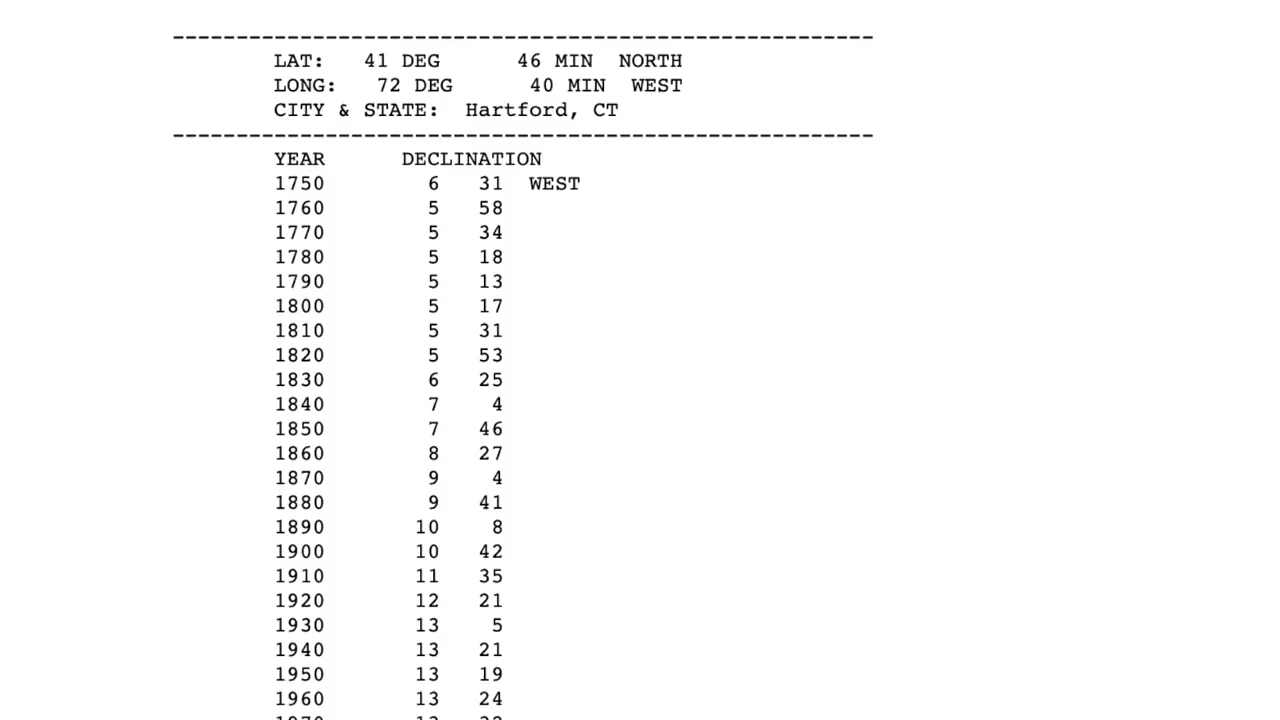 -------------------------------------------------------
LAT: 41 DEG 46 MIN NORTH
LONG: 72 DEG 40 MIN WEST
CITY & STATE: Hartford, CT
-------------------------------------------------------
YEAR DECLINATION
1750 6 31 WEST
1760 5 58
1770 5 34
1780 5 18
1790 5 13
1800 5 17
1810 5 31
1820 5 53
1830 6 25
1840 7 4
1850 7 46
1860 8 27
1870 9 4
1880 9 41
1890 10 8
1900 10 42
1910 11 35
1920 12 21
1930 13 5
1940 13 21
1950 13 19
1960 13 24